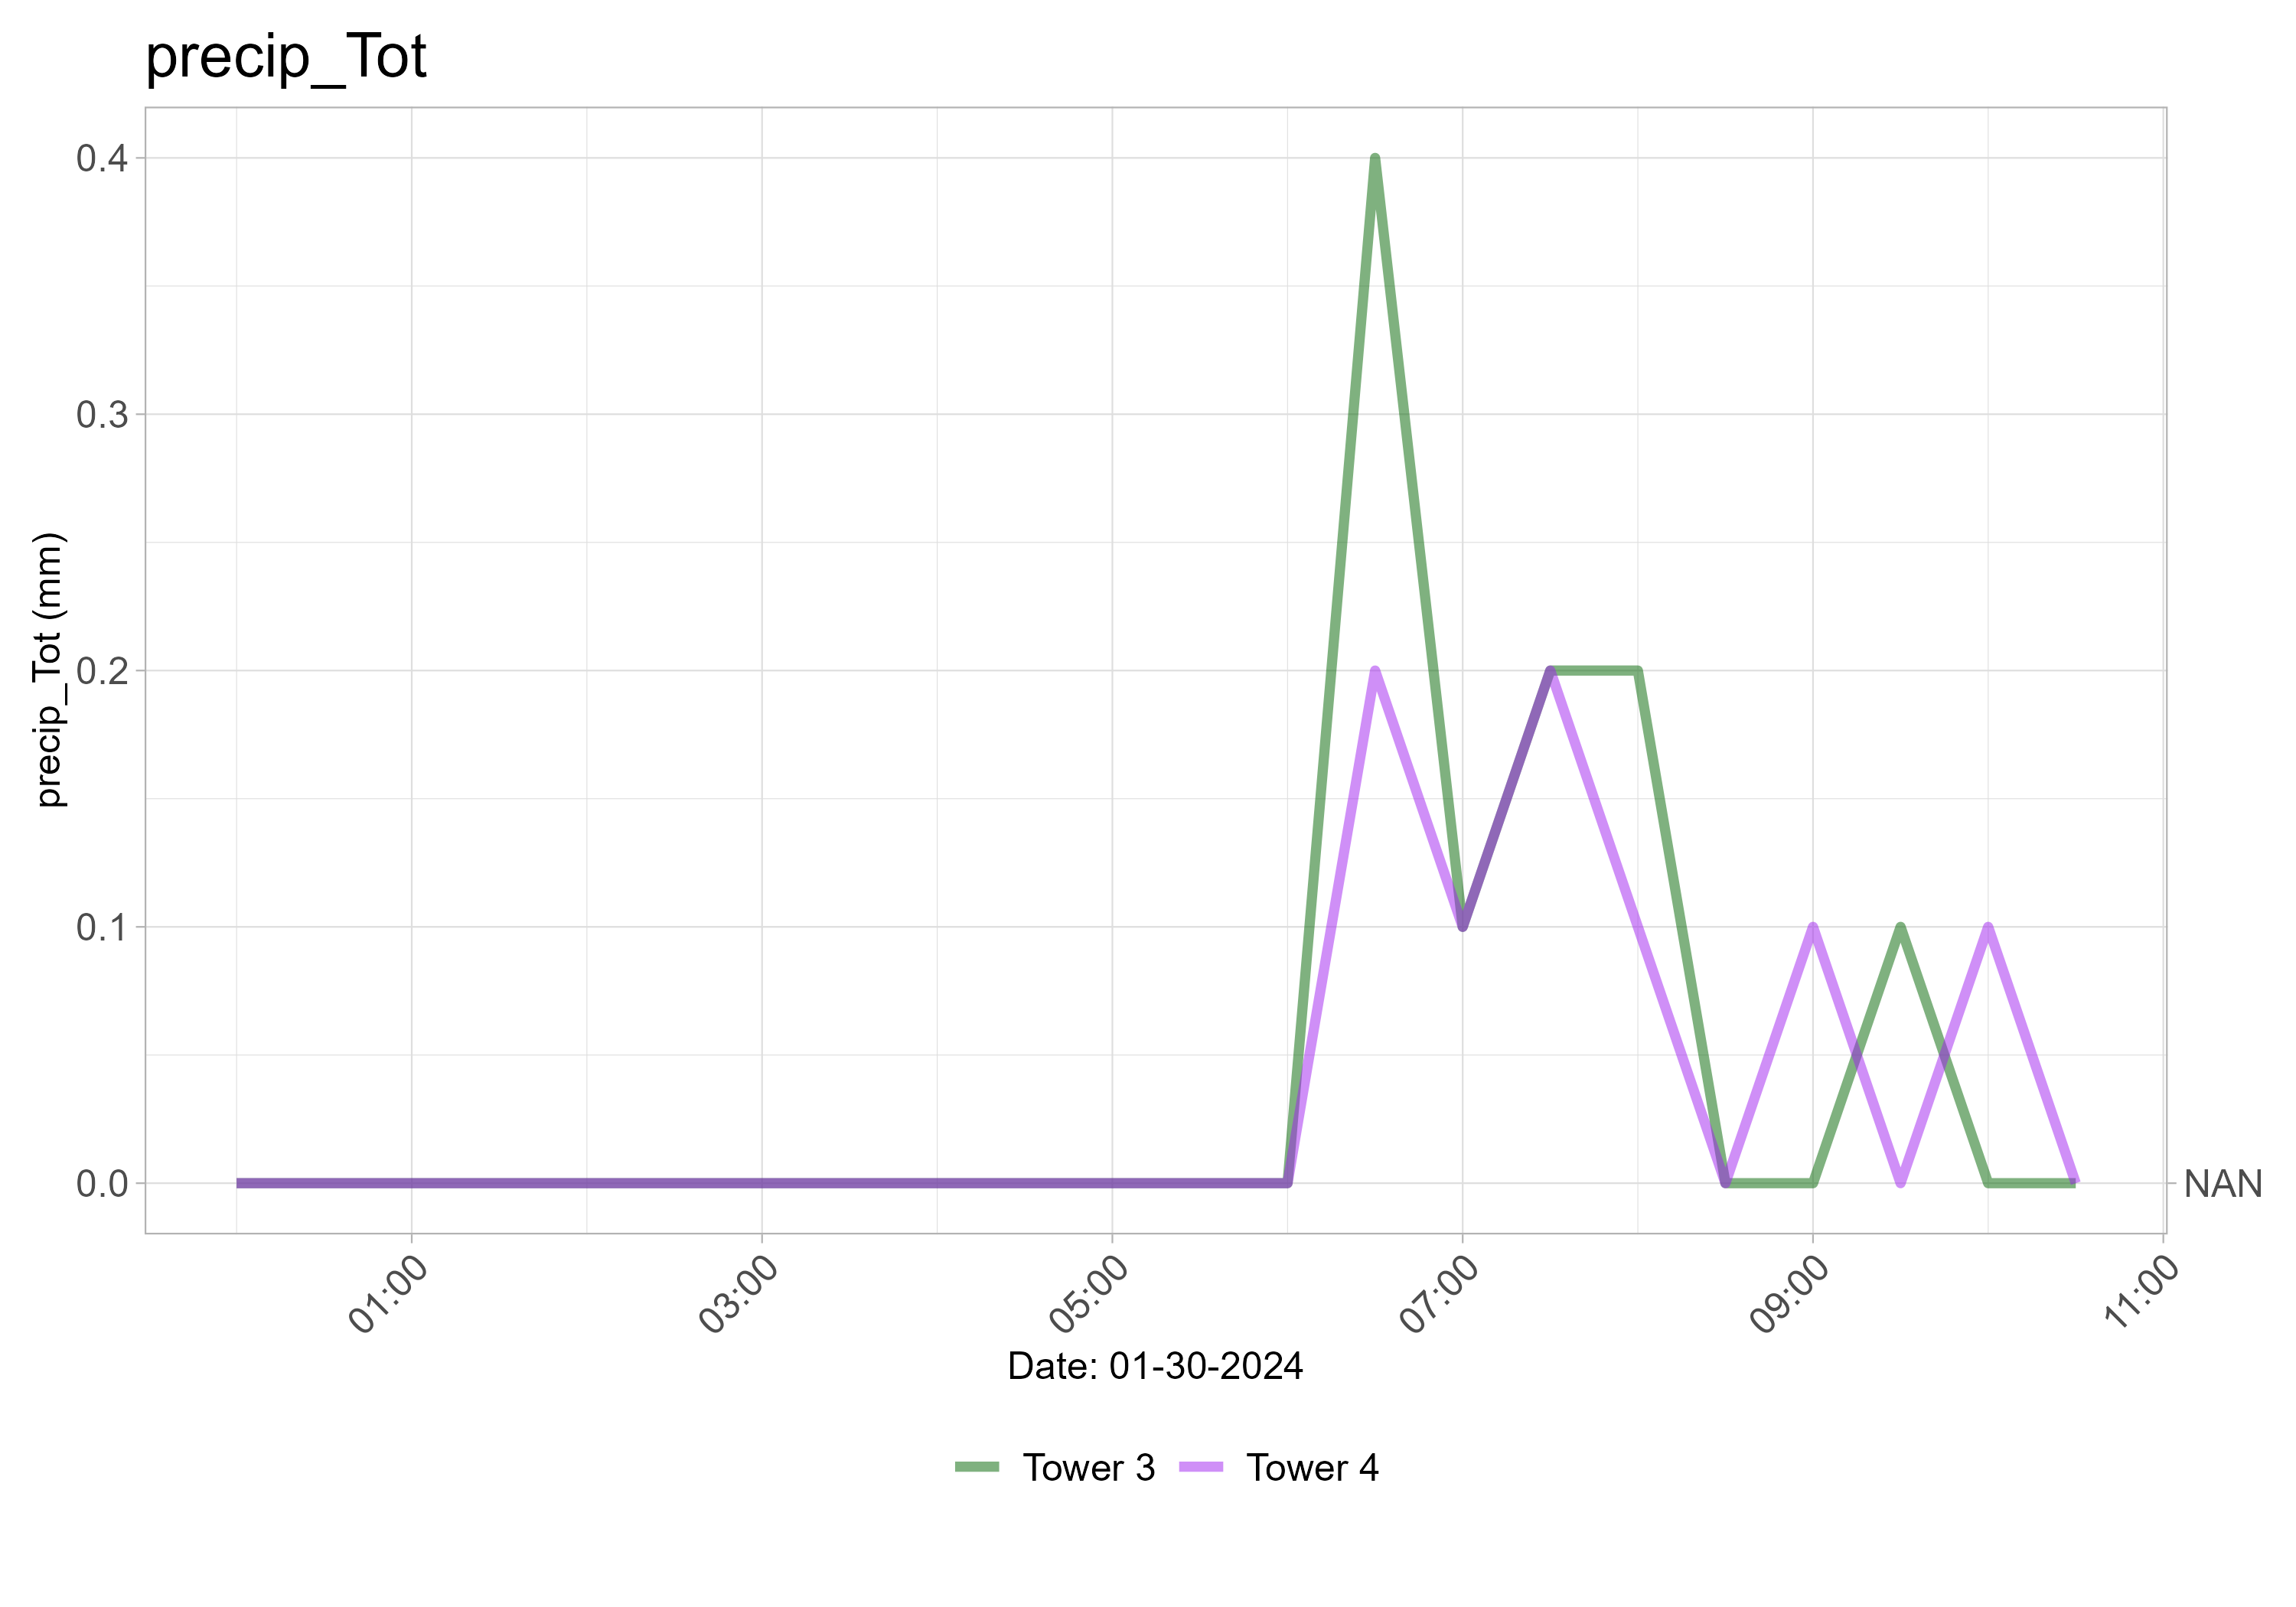 precip_Tot
0.4
0.3
0.2
0.1
0.0
precip_Tot (mm)
NAN
01:00 03:00 05:00 07:00 09:00 11:00
Date: 01-30-2024
Tower 3 Tower 4